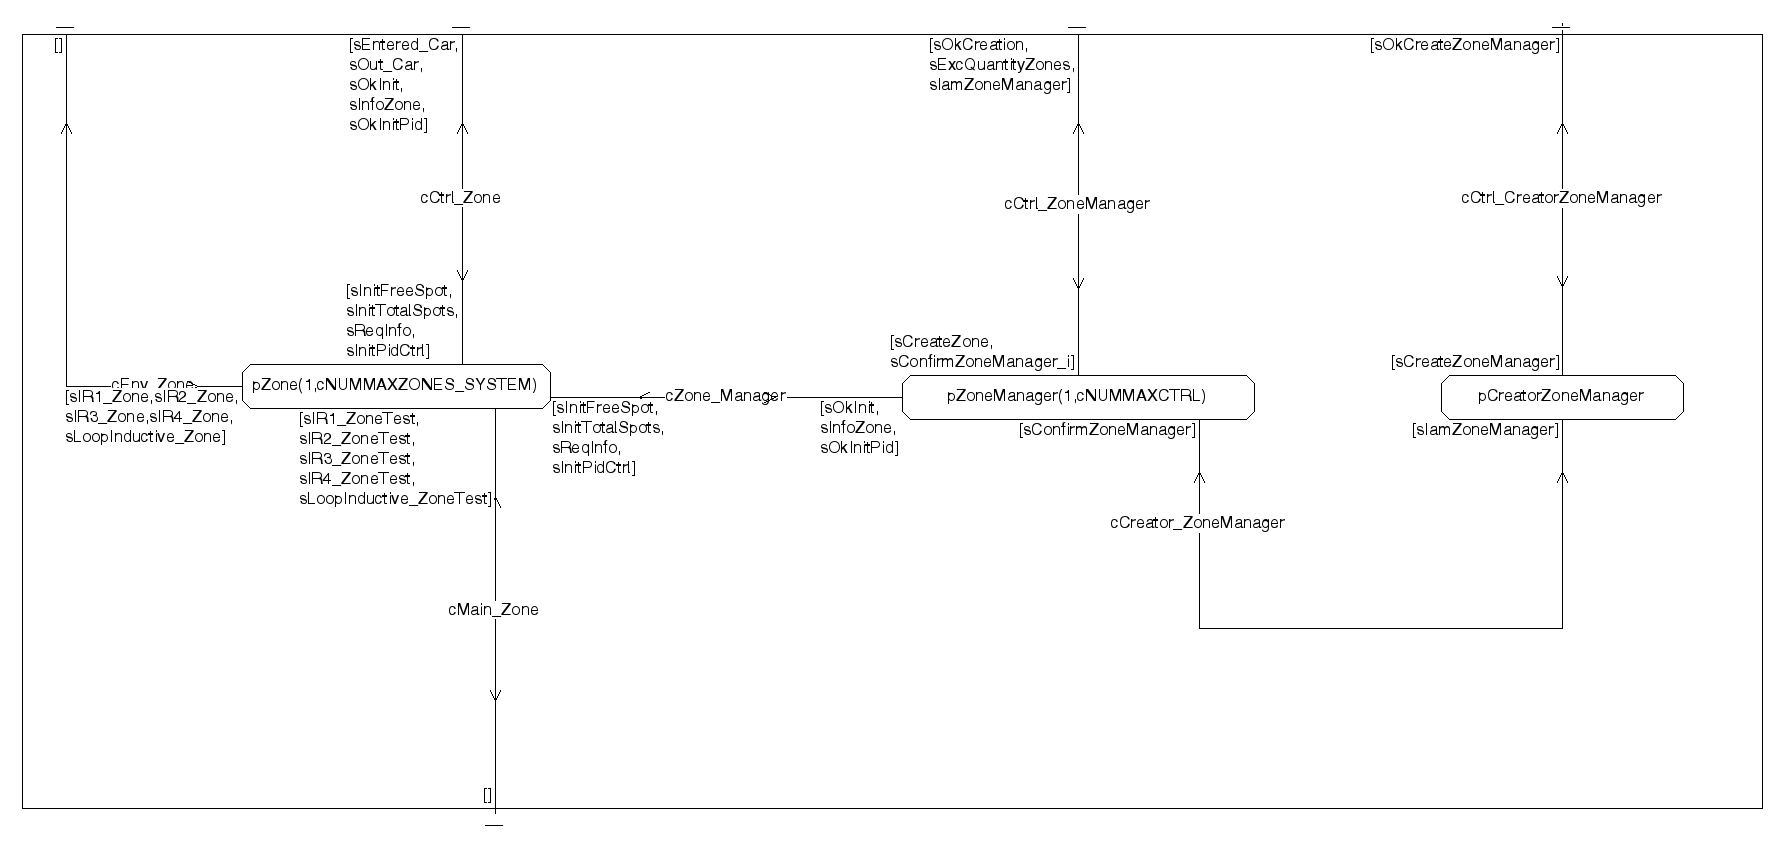 []
[sEntered_Car,
sOut_Car,
sOkInit,
sInfoZone,
sOkInitPid]
[sOkCreation,
sExcQuantityZones,
sIamZoneManager]
[sOkCreateZoneManager]
cCtrl_Zone
cCtrl_ZoneManager
cCtrl_CreatorZoneManager
[sInitFreeSpot,
sInitTotalSpots,
sReqInfo,
sInitPidCtrl]
[sCreateZone,
sConfirmZoneManager_i]
[sCreateZoneManager]
cEnv_Zone
pZone(1,cNUMMAXZONES_SYSTEM)
cZone_Manager
pZoneManager(1,cNUMMAXCTRL)
pCreatorZoneManager
[sIR1_Zone,sIR2_Zone,
sIR3_Zone,sIR4_Zone,
sLoopInductive_Zone]
[sIR1_ZoneTest,
sIR2_ZoneTest,
sIR3_ZoneTest,
sIR4_ZoneTest,
sLoopInductive_ZoneTest]
[sInitFreeSpot,
sInitTotalSpots,
sReqInfo,
sInitPidCtrl]
[sOkInit,
sInfoZone,
sOkInitPid]
[sConfirmZoneManager]
[sIamZoneManager]
cCreator_ZoneManager
cMain_Zone
[]